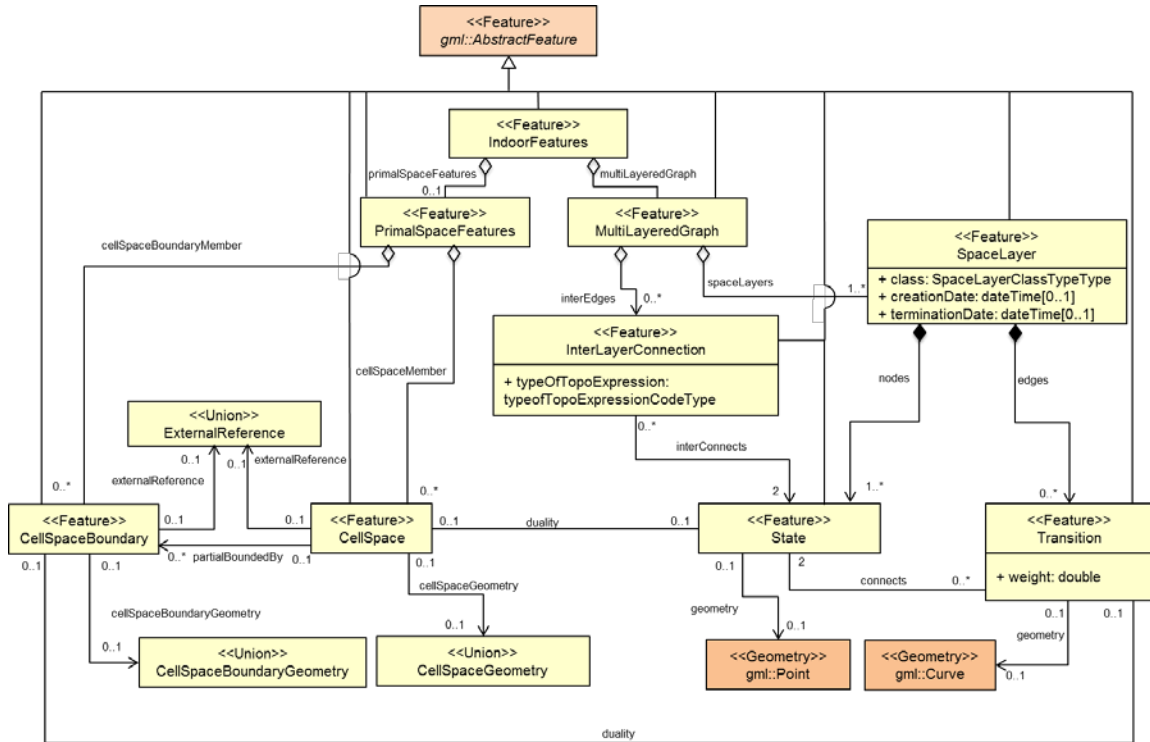 <<Feature>>
gml::AbstractFeature
<<Feature>>
IndoorFeatures
primalSpaceFeatures
multiLayeredGraph
0..1
<<Feature>>
PrimalSpaceFeatures
<<Feature>>
MultiLayeredGraph
<<Feature>>
SpaceLayer
+ class: SpaceLayerClassTypeType
+ creationDate: dateTime[0..1]
+ terminationDate: dateTime[0..1]
cellSpaceBoundaryMember
spaceLayers
1..*
interEdges
0..*
<<Feature>>
InterLayerConnection
+ typeOfTopoExpression:
typeofTopoExpressionCodeType
cellSpaceMember
nodes
edges
<<Union>>
ExternalReference
0..*
interConnects
0..1
0..1
externalReference
externalReference
0..*
0..*
2
1..*
0..*
<<Feature>>
CellSpaceBoundary
0..1
0..1
<<Feature>>
CellSpace
0..1
duality
0..1
<<Feature>>
State
<<Feature>>
Transition
+ weight: double
0..*
partialBoundedBy
0..1
0..1
0..1
0..1
0..1
2
connects
0..*
cellSpaceGeometry
cellSpaceBoundaryGeometry
geometry
0..1
0..1
geometry
0..1
0..1
0..1
<<Union>>
CellSpaceBoundaryGeometry
<<Union>>
CellSpaceGeometry
<<Geometry>>
gml::Point
<<Geometry>>
gml::Curve
0..1
duality